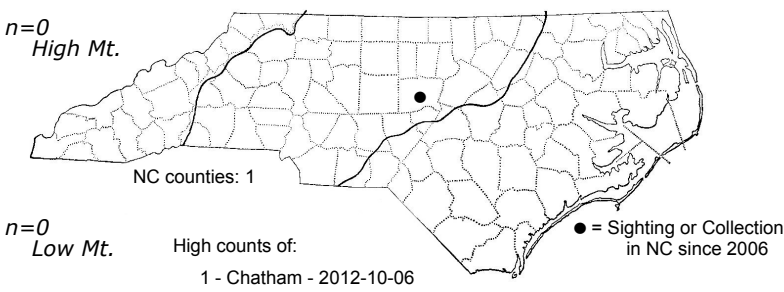 n=0
High Mt.
NC counties: 1
n=0
Low Mt.
High counts of:
1 - Chatham - 2012-10-06
● = Sighting or Collection
in NC since 2006